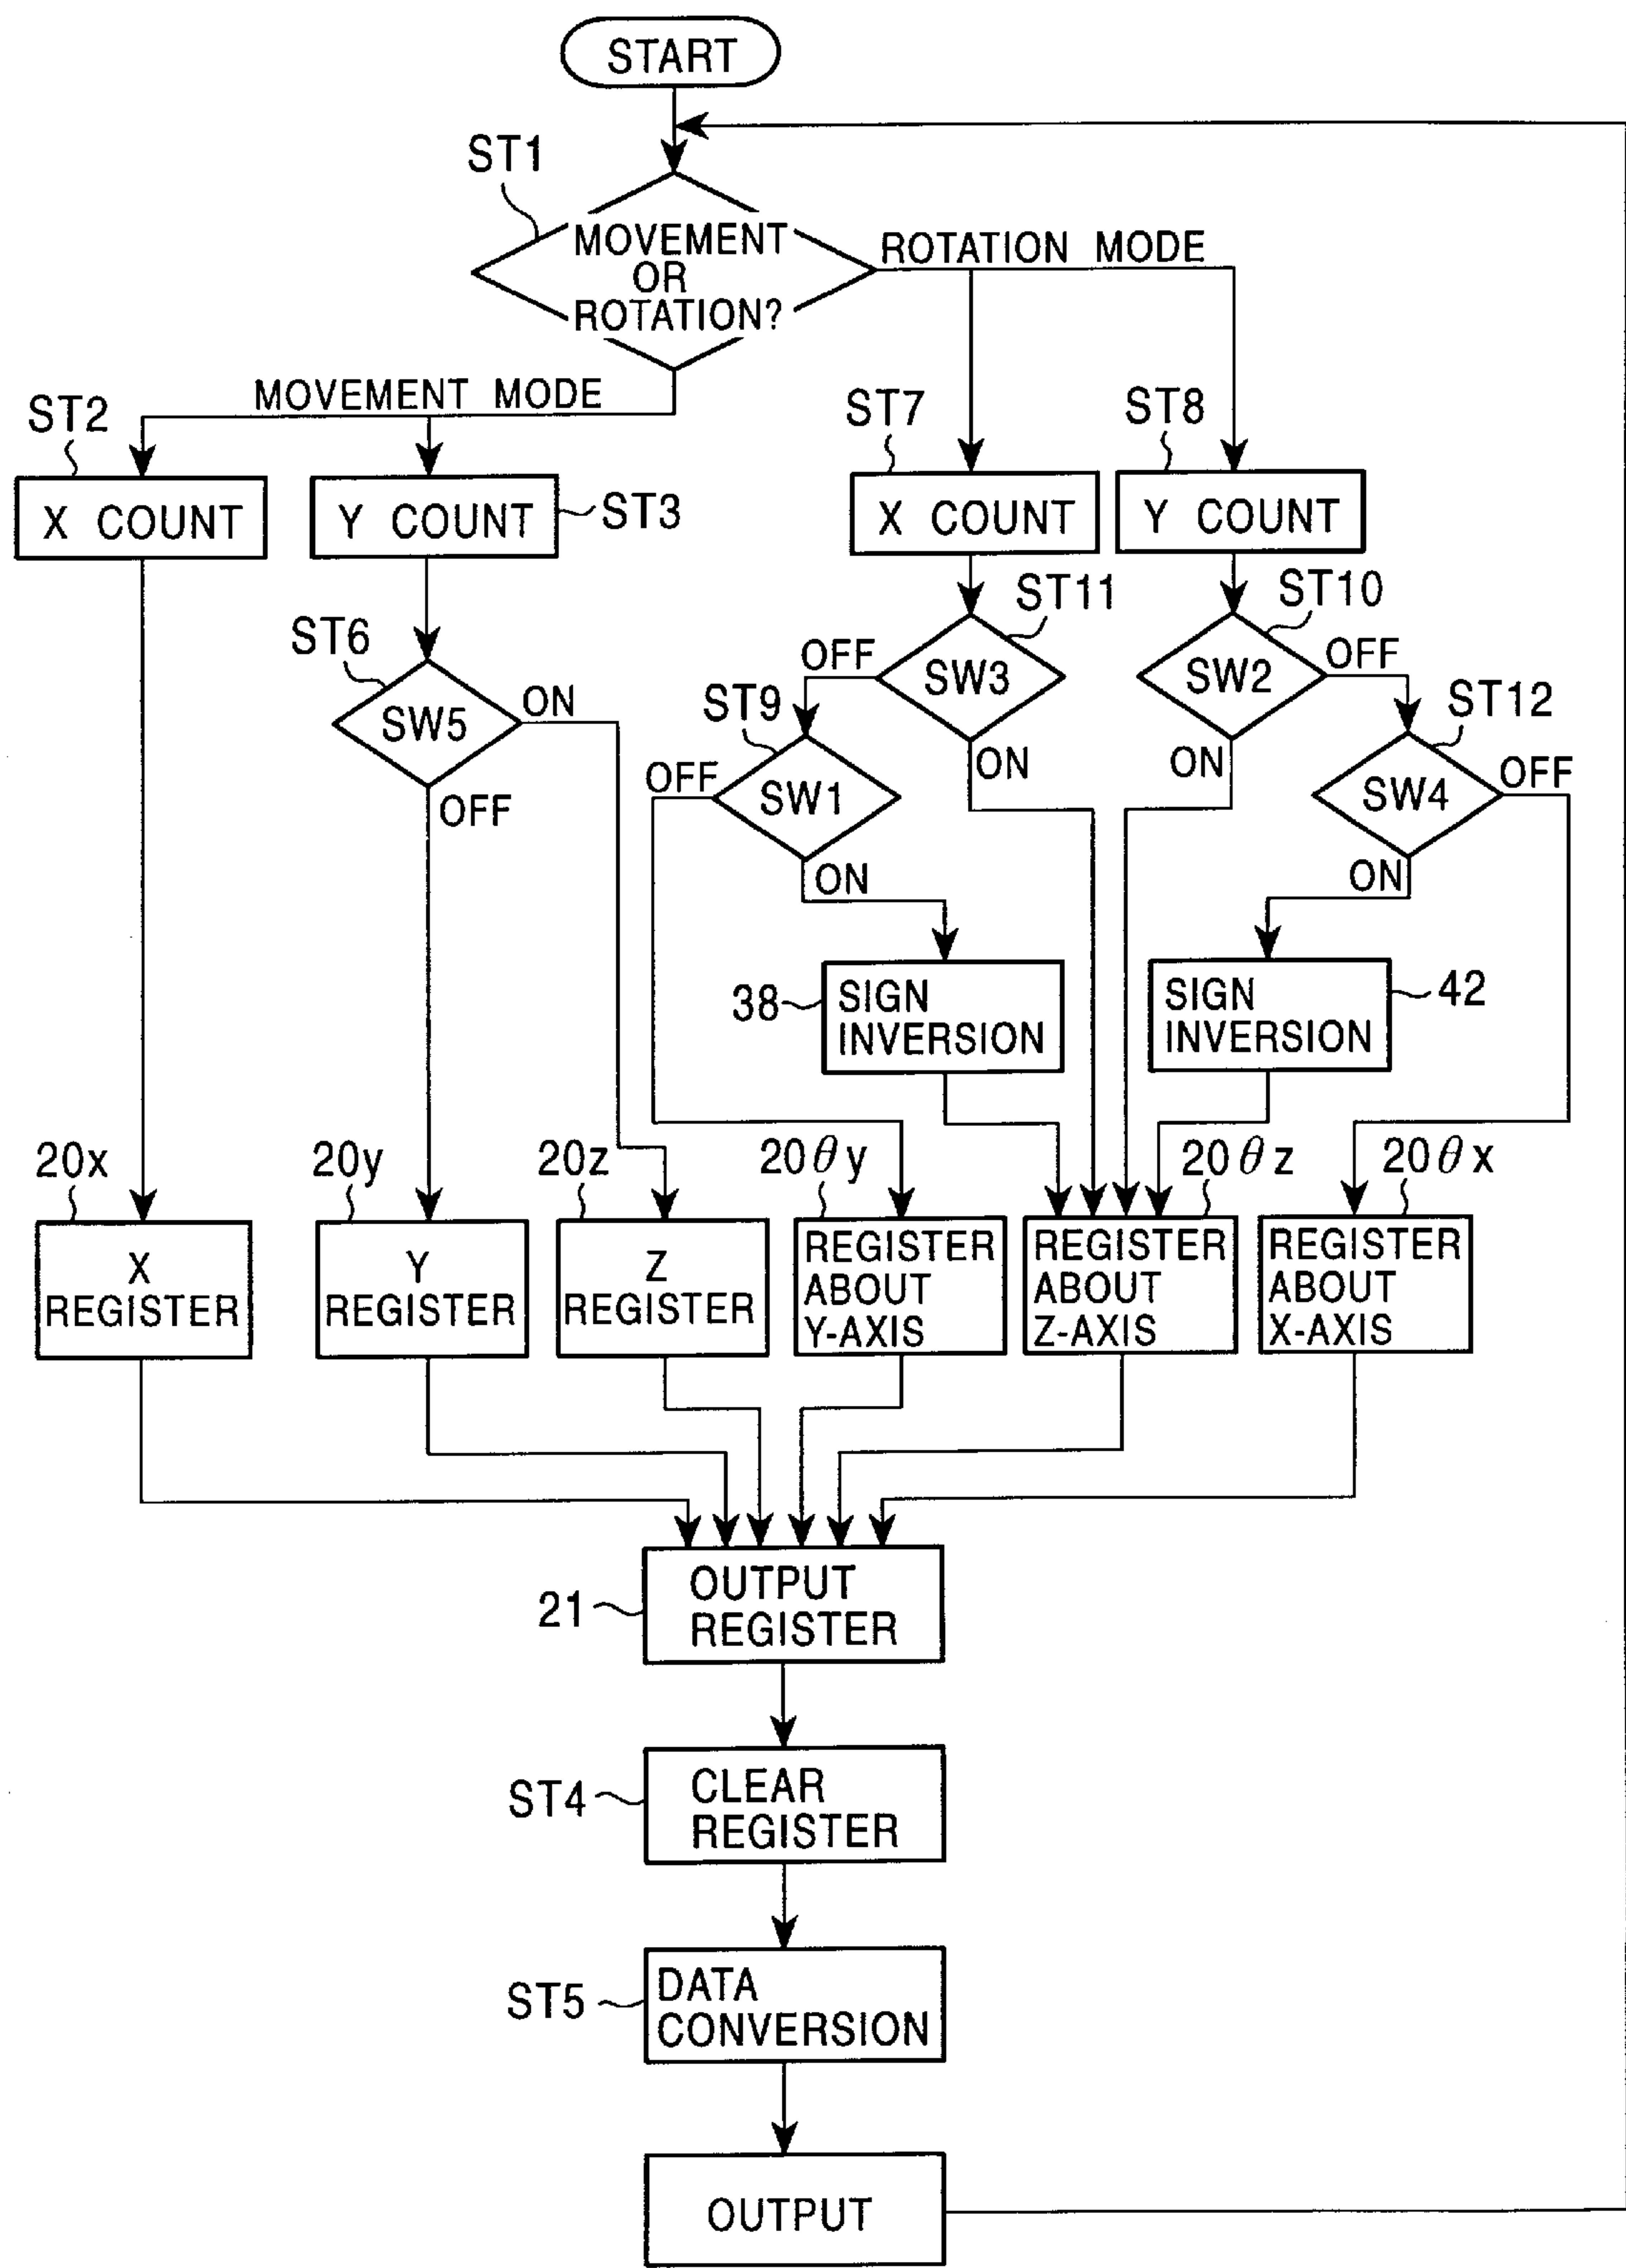 START
ST1
MOVEMENT
OR
ROTATION?
ROTATION MODE
MOVEMENT MODE
ST2
ST7
ST8
X COUNT
Y COUNT
ST3
X COUNT
Y COUNT
ST11
ST10
ST6
OFF
SW3
SW2
OFF
ST9
ST12
SW5
ON
ON
ON
OFF
SW1
SW4
OFF
OFF
ON
ON
38
SIGN
INVERSION
SIGN
INVERSION
42
20x
20y
20z
20θy
20θz
20θx
X
REGISTER
Y
REGISTER
Z
REGISTER
REGISTER
ABOUT
Y-AXIS
REGISTER
ABOUT
Z-AXIS
REGISTER
ABOUT
X-AXIS
21
OUTPUT
REGISTER
ST4
CLEAR
REGISTER
ST5
DATA
CONVERSION
OUTPUT